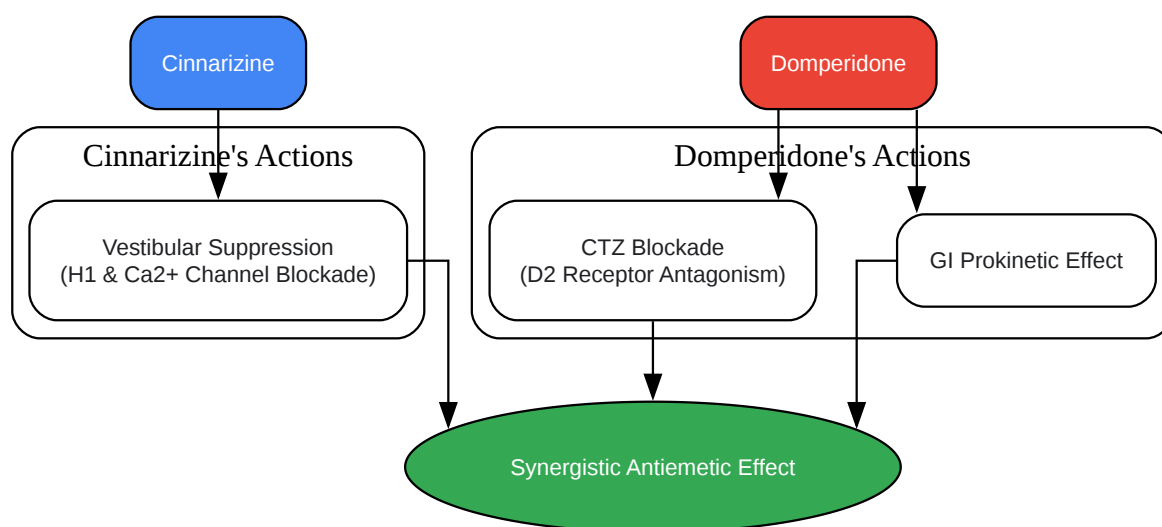 Cinnarizine
Domperidone
Cinnarizine's Actions
Domperidone's Actions
Vestibular Suppression
(H1 & Ca2+ Channel Blockade)
CTZ Blockade
(D2 Receptor Antagonism)
GI Prokinetic Effect
Synergistic Antiemetic Effect